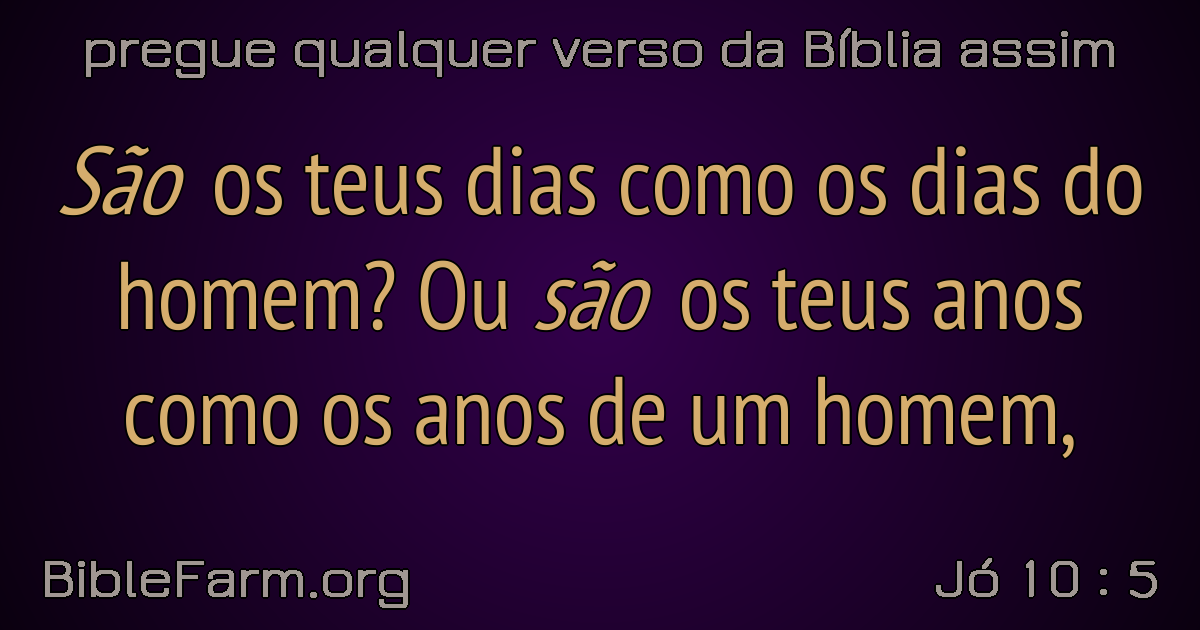 pregue qualquer verso da Bíblia assim
São os teus dias como os dias do
homem? Ou são os teus anos
como os anos de um homem,
BibleFarm.org
Jó 10 : 5